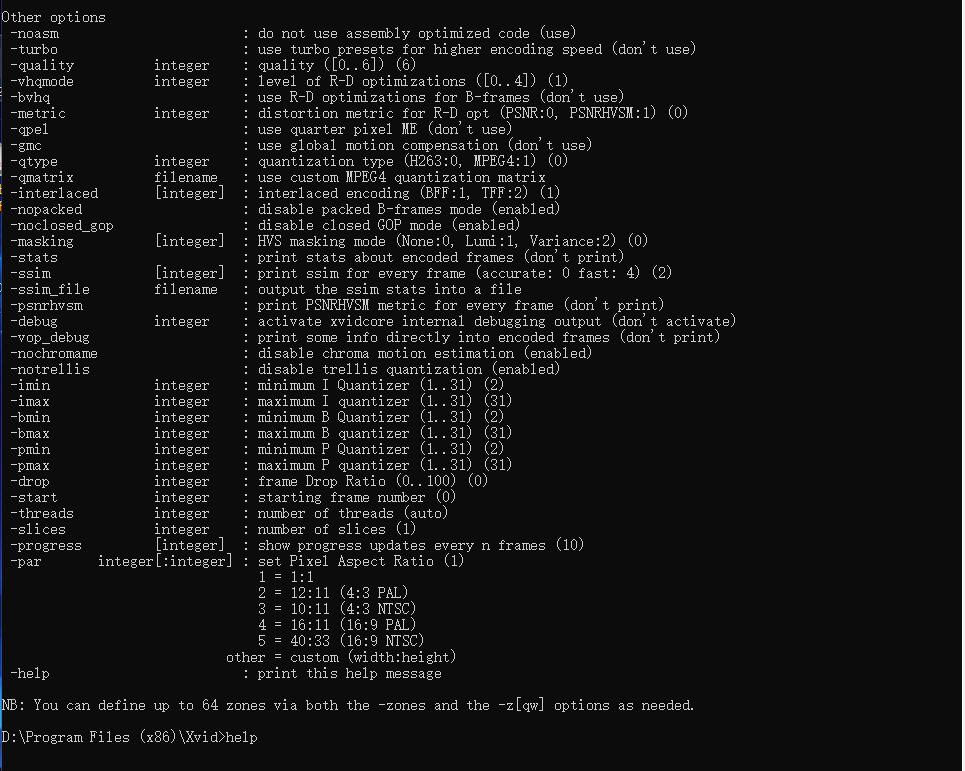 Other options
 -noasm : do not use assembly optimized code (use)
 -turbo : use turbo presets for higher encoding speed (don't use)
 -quality integer : quality ([0..6]) (6)
 -vhqmode integer : level of R-D optimizations ([0..4]) (1)
 -bvhq : use R-D optimizations for B-frames (don't use)
 -metric integer : distortion metric for R-D opt (PSNR:0, PSNRHVSM:1) (0)
 -qpel : use quarter pixel ME (don't use)
 -gmc : use global motion compensation (don't use)
 -qtype integer : quantization type (H263:0, MPEG4:1) (0)
 -qmatrix filename : use custom MPEG4 quantization matrix
 -interlaced [integer] : interlaced encoding (BFF:1, TFF:2) (1)
 -nopacked : disable packed B-frames mode (enabled)
 -noclosed_gop : disable closed GOP mode (enabled)
 -masking [integer] : HVS masking mode (None:0, Lumi:1, Variance:2) (0)
 -stats : print stats about encoded frames (don't print)
 -ssim [integer] : print ssim for every frame (accurate: 0 fast: 4) (2)
 -ssim_file filename : output the ssim stats into a file
 -psnrhvsm : print PSNRHVSM metric for every frame (don't print)
 -debug integer : activate xvidcore internal debugging output (don't activate)
 -vop_debug : print some info directly into encoded frames (don't print)
 -nochromame : disable chroma motion estimation (enabled)
 -notrellis : disable trellis quantization (enabled)
 -imin integer : minimum I Quantizer (1..31) (2)
 -imax integer : maximum I quantizer (1..31) (31)
 -bmin integer : minimum B Quantizer (1..31) (2)
 -bmax integer : maximum B quantizer (1..31) (31)
 -pmin integer : minimum P Quantizer (1..31) (2)
 -pmax integer : maximum P quantizer (1..31) (31)
 -drop integer : frame Drop Ratio (0..100) (0)
 -start integer : starting frame number (0)
 -threads integer : number of threads (auto)
 -slices integer : number of slices (1)
 -progress [integer] : show progress updates every n frames (10)
 -par integer[:integer] : set Pixel Aspect Ratio (1)
 1 = 1:1
 2 = 12:11 (4:3 PAL)
 3 = 10:11 (4:3 NTSC)
 4 = 16:11 (16:9 PAL)
 5 = 40:33 (16:9 NTSC)
 other = custom (width:height)
 -help : print this help message
NB: You can define up to 64 zones via both the -zones and the -z[qw] options as needed.
D:\Program Files (x86)\Xvid>help